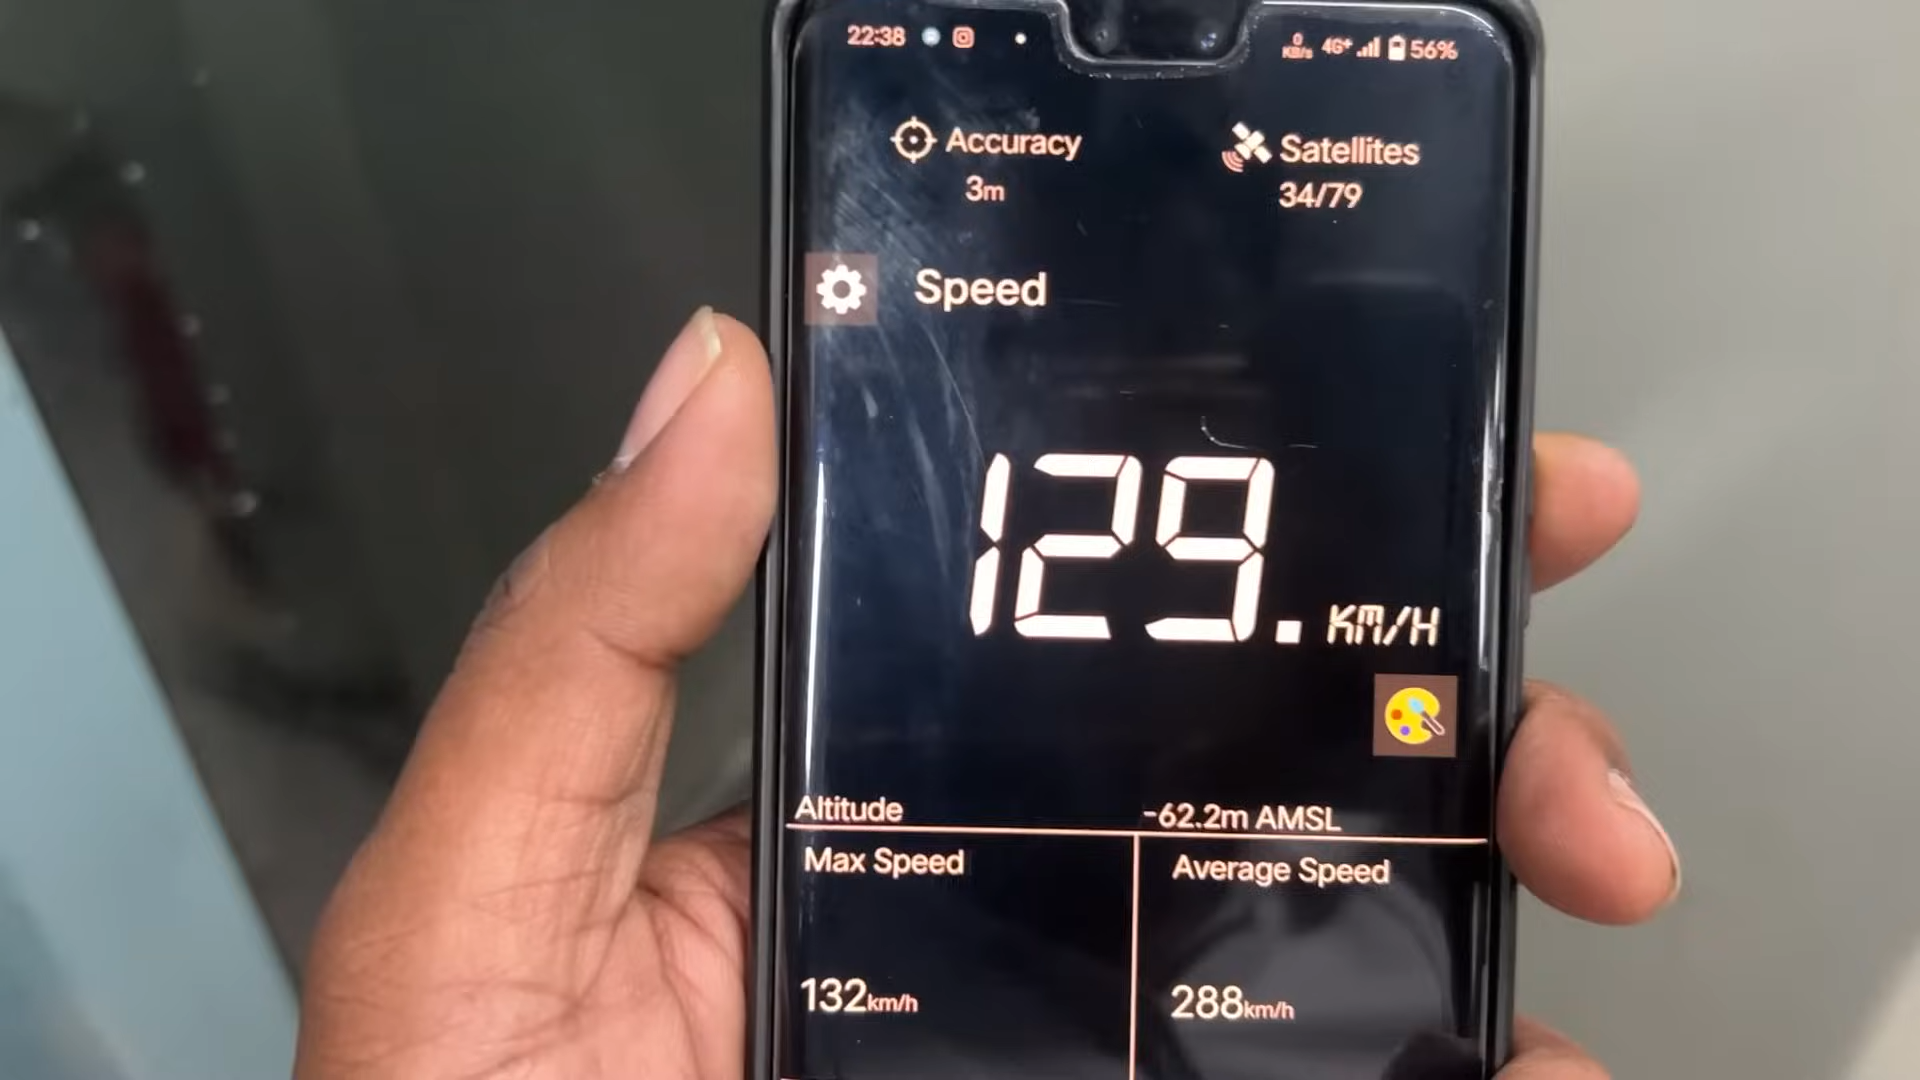 22:38
0 KB/s 4G+ 56%
Accuracy
3m
Satellites
34/79
Speed
129. KM/H
Altitude -62.2m AMSL
Max Speed
132km/h
Average Speed
288km/h